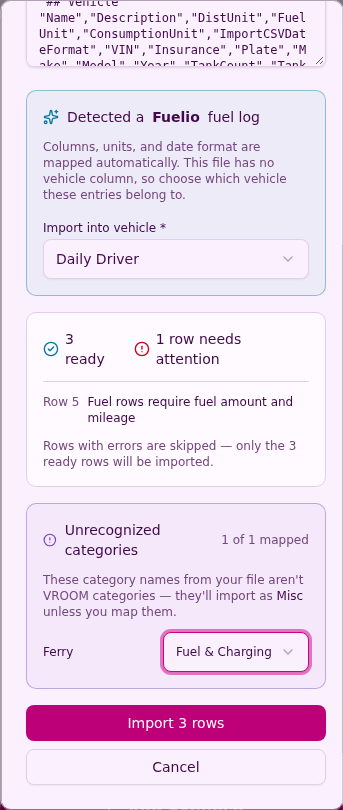 ## Vehicle
"Name","Description","DistUnit","Fuel
Unit","ConsumptionUnit","ImportCSVDat
eFormat","VIN","Insurance","Plate","M
ake","Model","Year","TankCount","Tank
Detected a Fuelio fuel log
Columns, units, and date format are
mapped automatically. This file has no
vehicle column, so choose which vehicle
these entries belong to.
Import into vehicle *
Daily Driver
3
ready
1 row needs
attention
Row 5 Fuel rows require fuel amount and
mileage
Rows with errors are skipped — only the 3
ready rows will be imported.
Unrecognized
categories
1 of 1 mapped
These category names from your file aren't
VROOM categories — they'll import as Misc
unless you map them.
Ferry
Fuel & Charging
Import 3 rows
Cancel